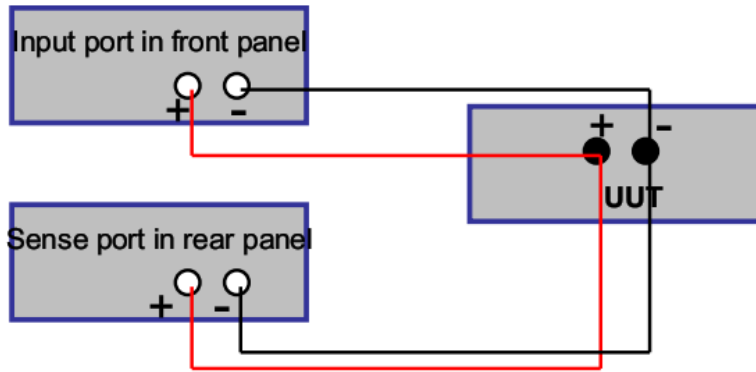 Input port in front panel
+ -
+ -
UUT
Sense port in rear panel
+ -